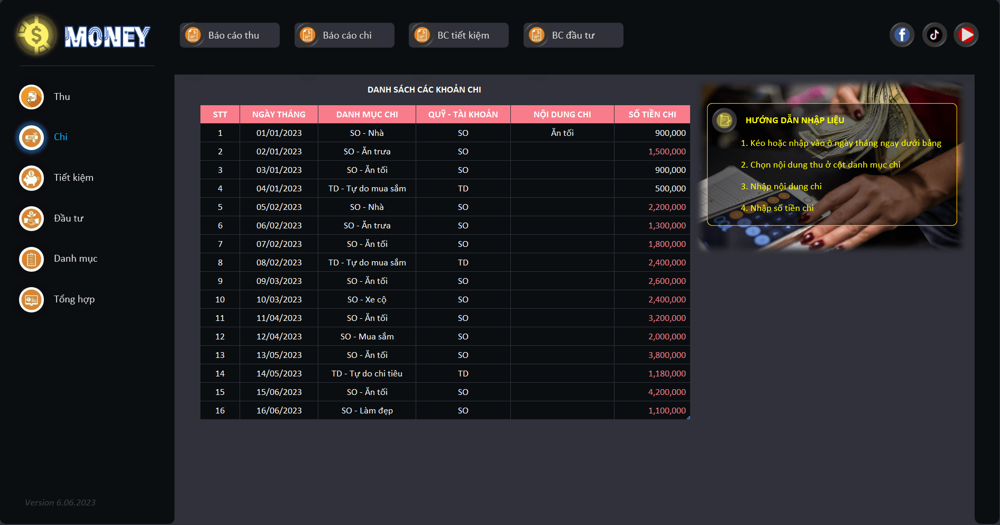 MONEY
Báo cáo thu
Báo cáo chi
BC tiết kiệm
BC đầu tư
Thu
Chi
Tiết kiệm
Đầu tư
Danh mục
Tổng hợp
Version 6.06.2023
DANH SÁCH CÁC KHOẢN CHI
STT NGÀY THÁNG DANH MỤC CHI QUỸ - TÀI KHOẢN NỘI DUNG CHI SỐ TIỀN CHI
1 01/01/2023 SO - Nhà SO Ăn tối 900,000
2 02/01/2023 SO - Ăn trưa SO 1,500,000
3 03/01/2023 SO - Ăn tối SO 900,000
4 04/01/2023 TD - Tự do mua sắm TD 500,000
5 05/02/2023 SO - Nhà SO 2,200,000
6 06/02/2023 SO - Ăn trưa SO 1,300,000
7 07/02/2023 SO - Ăn tối SO 1,800,000
8 08/02/2023 TD - Tự do mua sắm TD 2,400,000
9 09/03/2023 SO - Ăn tối SO 2,600,000
10 10/03/2023 SO - Xe cộ SO 2,400,000
11 11/04/2023 SO - Ăn tối SO 3,200,000
12 12/04/2023 SO - Mua sắm SO 2,000,000
13 13/05/2023 SO - Ăn tối SO 3,800,000
14 14/05/2023 TD - Tự do chi tiêu TD 1,180,000
15 15/06/2023 SO - Ăn tối SO 4,200,000
16 16/06/2023 SO - Làm đẹp SO 1,100,000
HƯỚNG DẪN NHẬP LIỆU
1. Kéo hoặc nhập vào ô ngày tháng ngay dưới bảng
2. Chọn nội dung thu ở cột danh mục chi
3. Nhập nội dung chi
4. Nhập số tiền chi